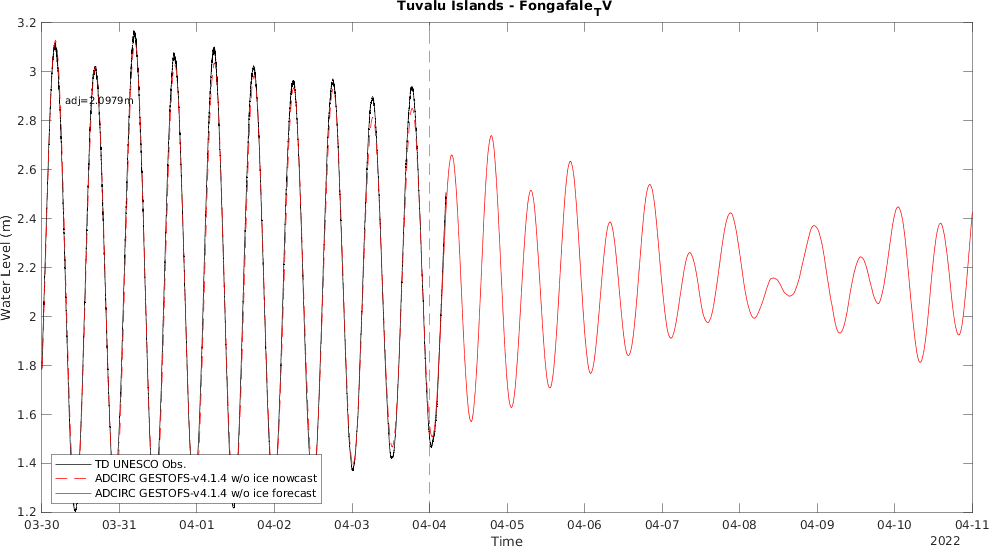 Tuvalu Islands - Fongafale_TV
3.2
3
2.8
2.6
2.4
2.2
2
1.8
1.6
1.4
1.2
Water Level (m)
adj=2.0979m
TD UNESCO Obs.
ADCIRC GESTOFS-v4.1.4 w/o ice nowcast
ADCIRC GESTOFS-v4.1.4 w/o ice forecast
03-30 03-31 04-01 04-02 04-03 04-04 04-05 04-06 04-07 04-08 04-09 04-10 04-11
Time
2022